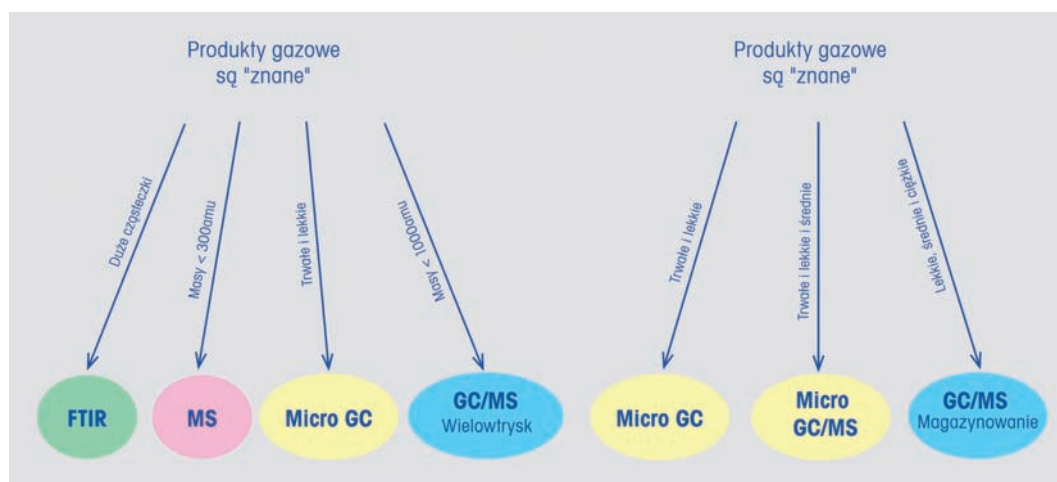 Produkty gazowe
są "znane"
Duże cząsteczki
Masy < 300amu
Trwałe i lekkie
Masy < 1000amu
FTIR
MS
Micro GC
GC/MS
Wielowtrysk
Produkty gazowe
są "znane"
Trwałe i lekkie
Trwałe i lekkie i średnie
Lekkie, średnie i ciężkie
Micro GC
Micro
GC/MS
GC/MS
Magazynowanie